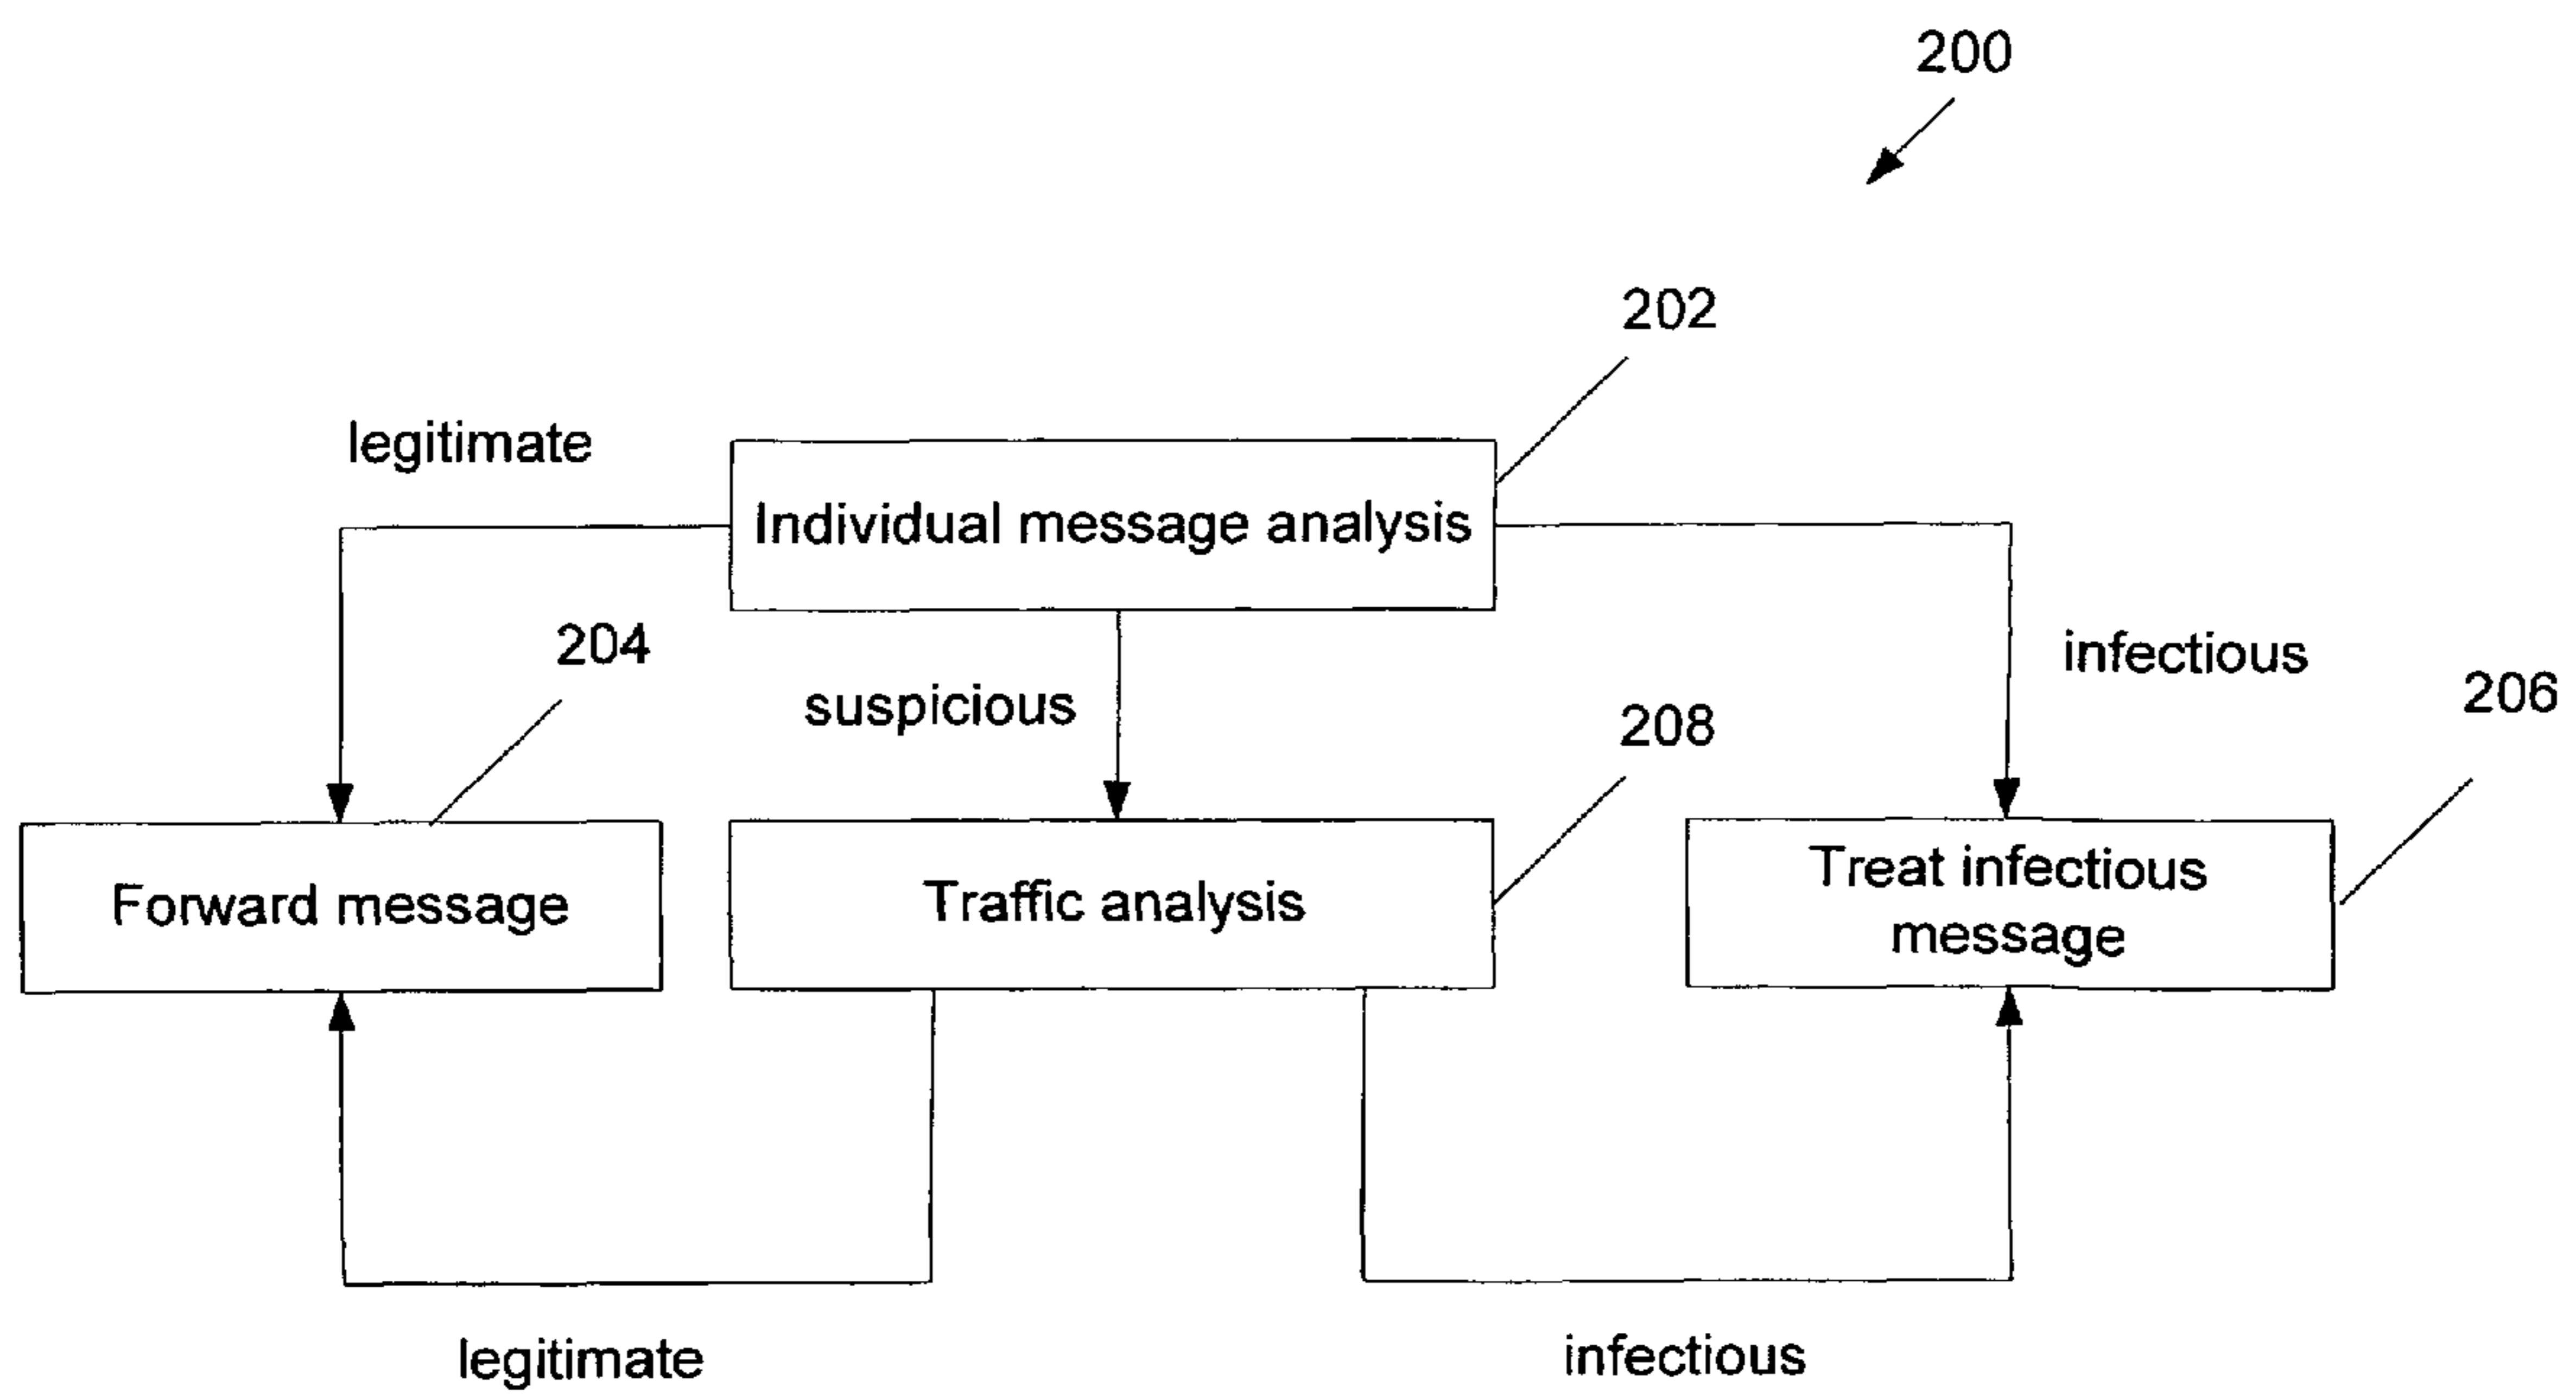 200
202
legitimate
Individual message analysis
204
infectious
suspicious
208
206
Forward message
Traffic analysis
Treat infectious
message
legitimate
infectious